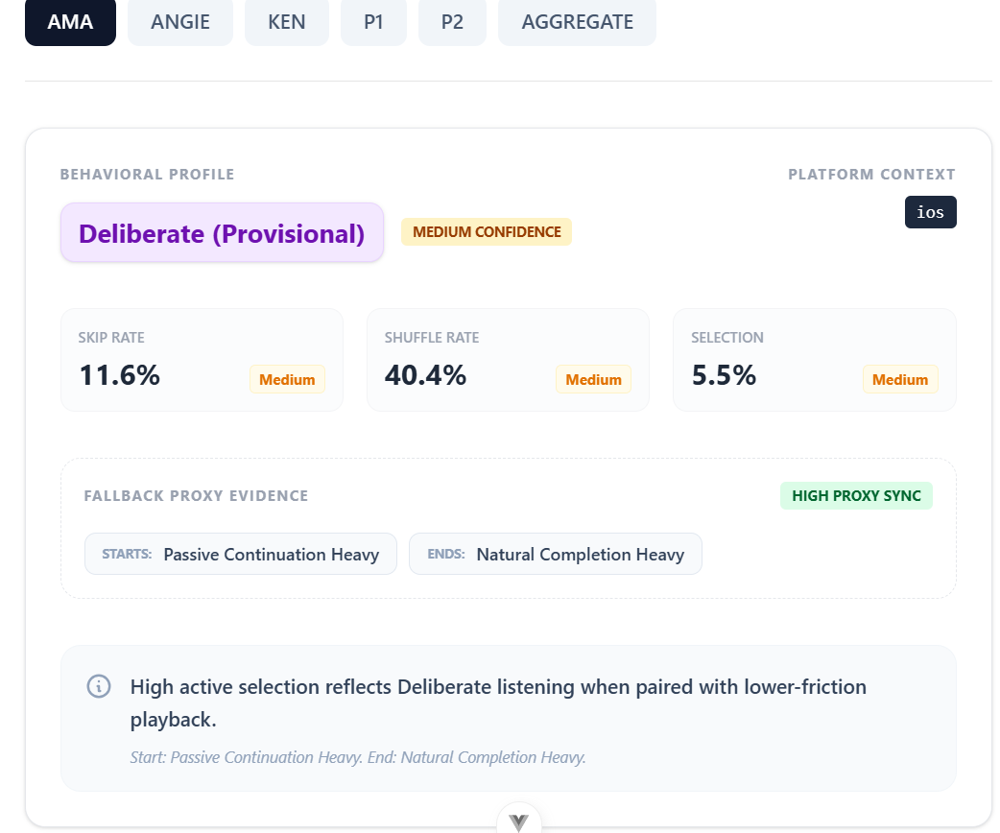 AMA ANGIE KEN P1 P2 AGGREGATE
BEHAVIORAL PROFILE PLATFORM CONTEXT
Deliberate (Provisional) MEDIUM CONFIDENCE ios
SKIP RATE SHUFFLE RATE SELECTION
11.6% Medium 40.4% Medium 5.5% Medium
FALLBACK PROXY EVIDENCE HIGH PROXY SYNC
STARTS: Passive Continuation Heavy ENDS: Natural Completion Heavy
High active selection reflects Deliberate listening when paired with lower-friction
playback.
Start: Passive Continuation Heavy. End: Natural Completion Heavy.